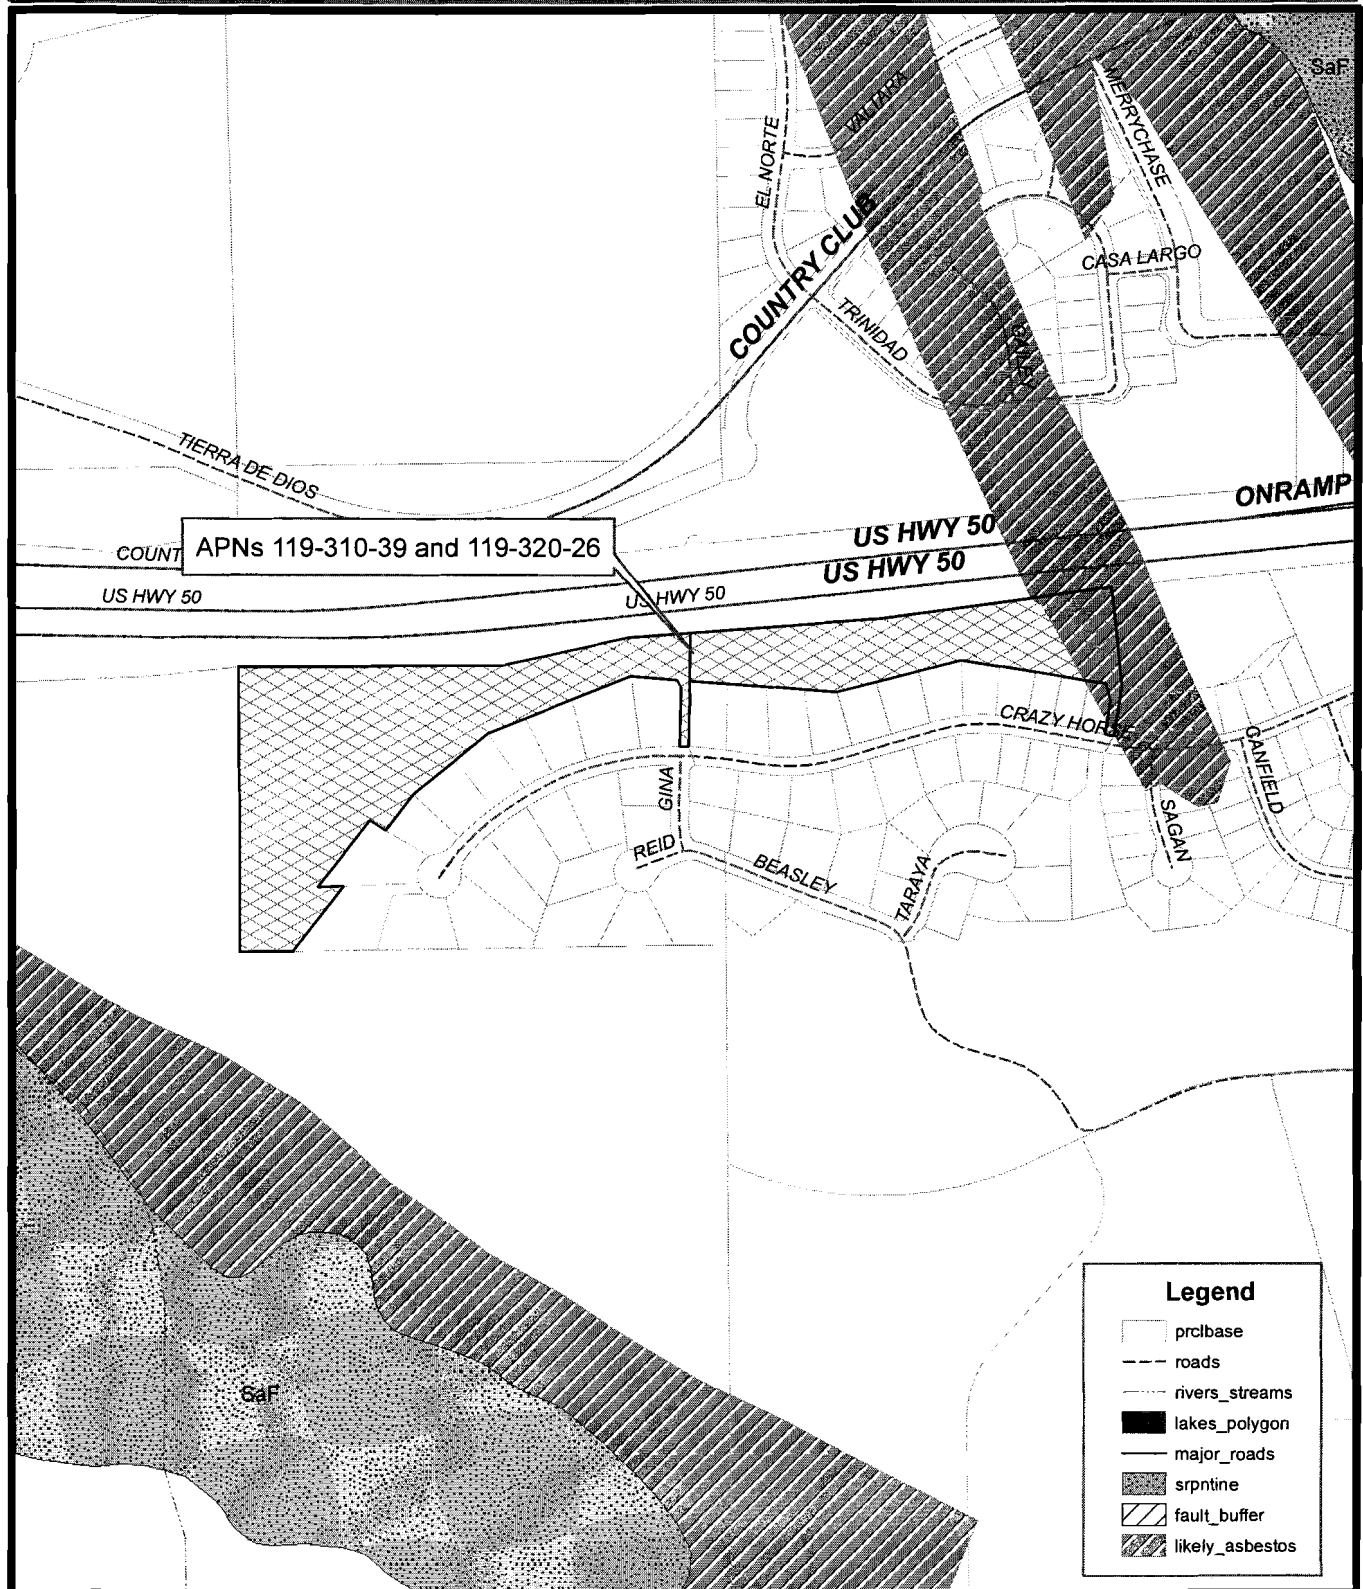 SaF
VALTARA
MERRYCHASE
EL NORTE
COUNTRY CLUB
CASA LARGO
TRINIDAD
BAILEY
TIERRA DE DIOS
ONRAMP
US HWY 50
US HWY 50
APNs 119-310-39 and 119-320-26
COUNT
US HWY 50
US HWY 50
CRAZY HORSE
CANFIELD
GINA
SAGAN
REID
BEASLEY
TARAYA
SaF
Legend
prclbase
roads
rivers_streams
lakes_polygon
major_roads
srpntine
fault_buffer
likely_asbestos